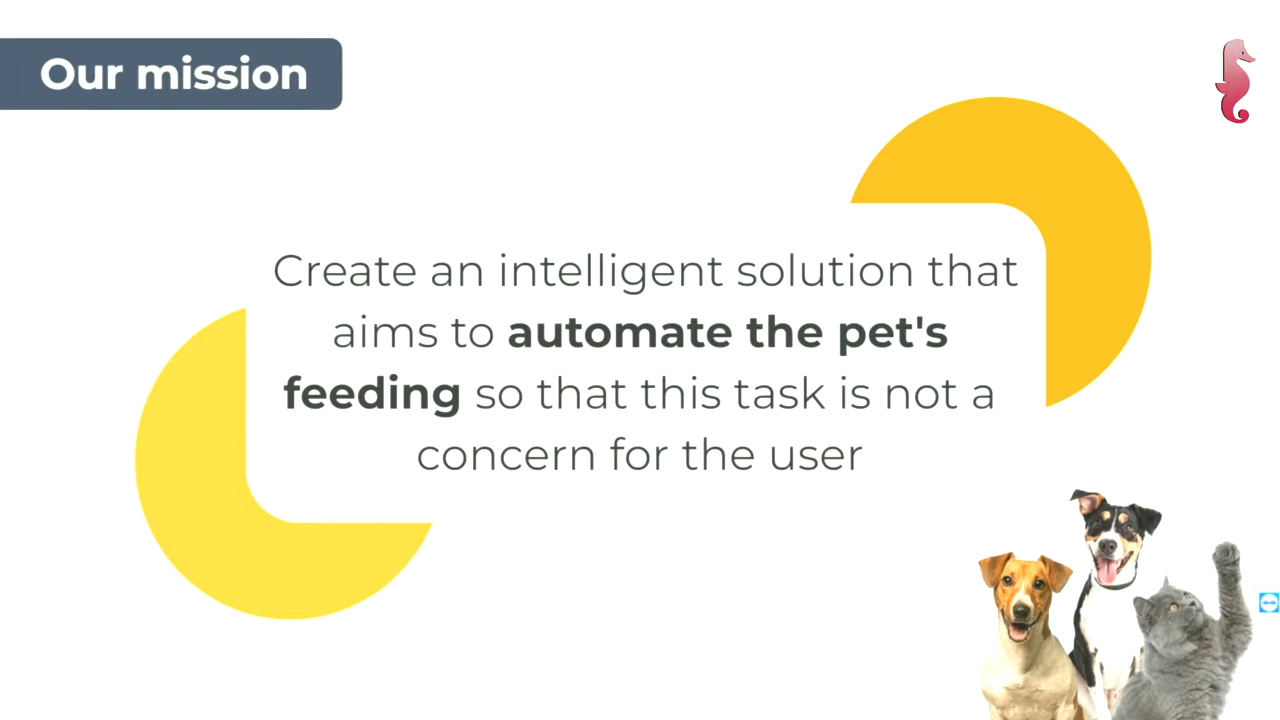 Our mission
Create an intelligent solution that
aims to automate the pet's
feeding so that this task is not a
concern for the user